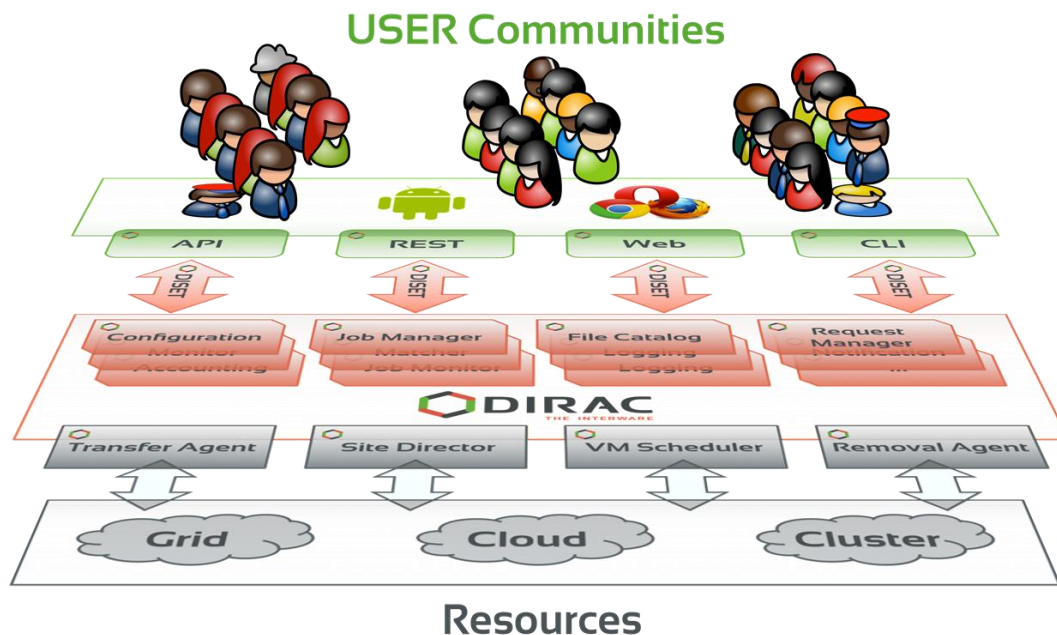 USER Communities
API REST Web CLI
DISET DISET DISET DISET
Configuration Job Manager File Catalog Request Manager
Monitor Matcher Logging Notification
Accounting Job Monitor Logging ...
DIRAC
THE INTERWARE
Transfer Agent Site Director VM Scheduler Removal Agent
Grid Cloud Cluster
Resources